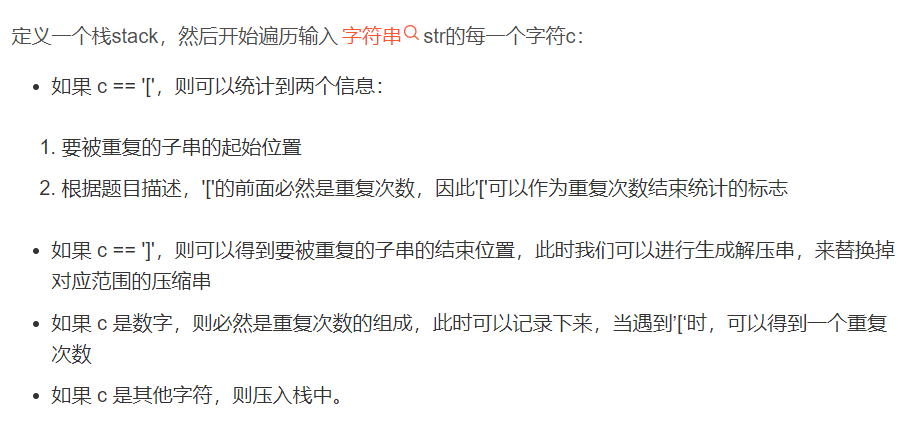 定义一个栈stack，然后开始遍历输入 字符串 str的每一个字符c：
• 如果 c == '['，则可以统计到两个信息：
1. 要被重复的子串的起始位置
2. 根据题目描述，'['的前面必然是重复次数，因此'['可以作为重复次数结束统计的标志
• 如果 c == ']'，则可以得到要被重复的子串的结束位置，此时我们可以进行生成解压串，来替换掉
对应范围的压缩串
• 如果 c 是数字，则必然是重复次数的组成，此时可以记录下来，当遇到’[‘时，可以得到一个重复
次数
• 如果 c 是其他字符，则压入栈中。